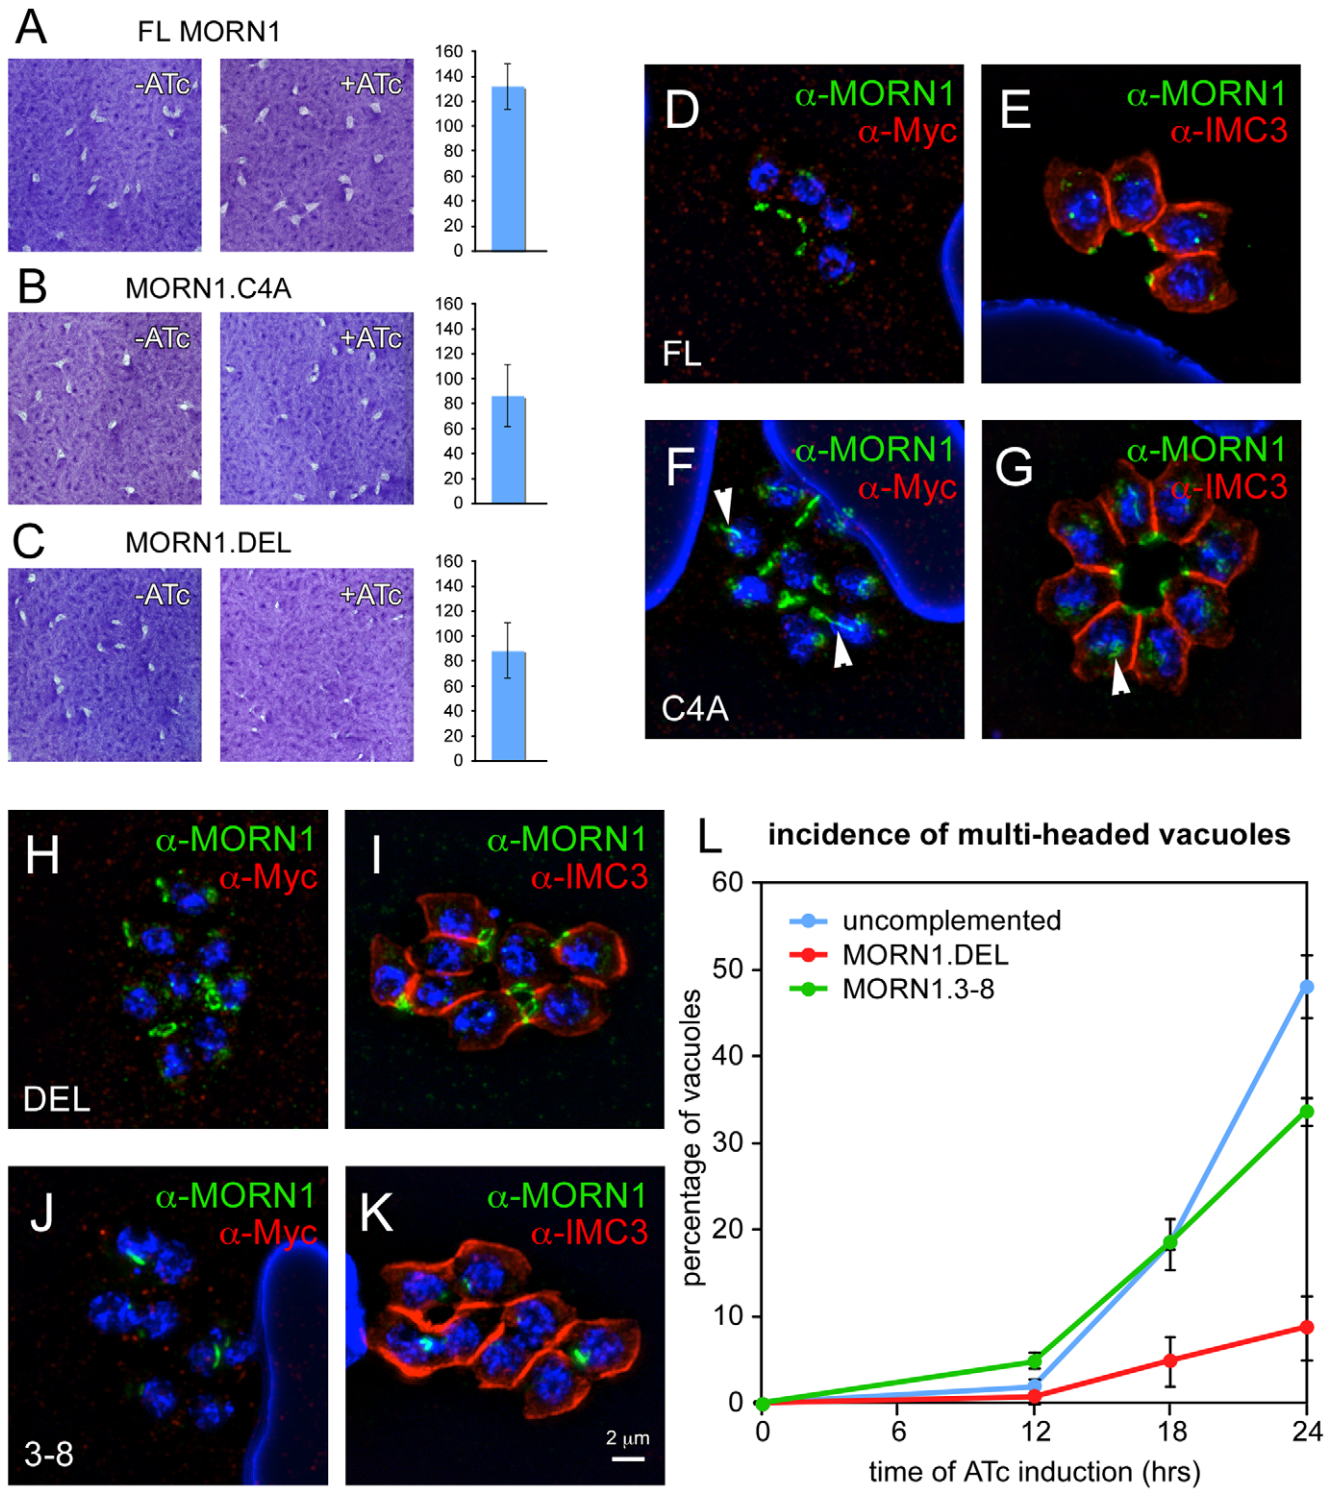 A
FL MORN1
-ATc
+ATc
160
140
120
100
80
60
40
20
0
B
MORN1.C4A
-ATc
+ATc
160
140
120
100
80
60
40
20
0
C
MORN1.DEL
-ATc
+ATc
160
140
120
100
80
60
40
20
0
D
α-MORN1
α-Myc
FL
E
α-MORN1
α-IMC3
F
α-MORN1
α-Myc
C4A
G
α-MORN1
α-IMC3
H
α-MORN1
α-Myc
DEL
I
α-MORN1
α-IMC3
J
α-MORN1
α-Myc
3-8
K
α-MORN1
α-IMC3
2 μm
L
incidence of multi-headed vacuoles
uncomplemented
MORN1.DEL
MORN1.3-8
percentage of vacuoles
60
50
40
30
20
10
0
0 6 12 18 24
time of ATc induction (hrs)